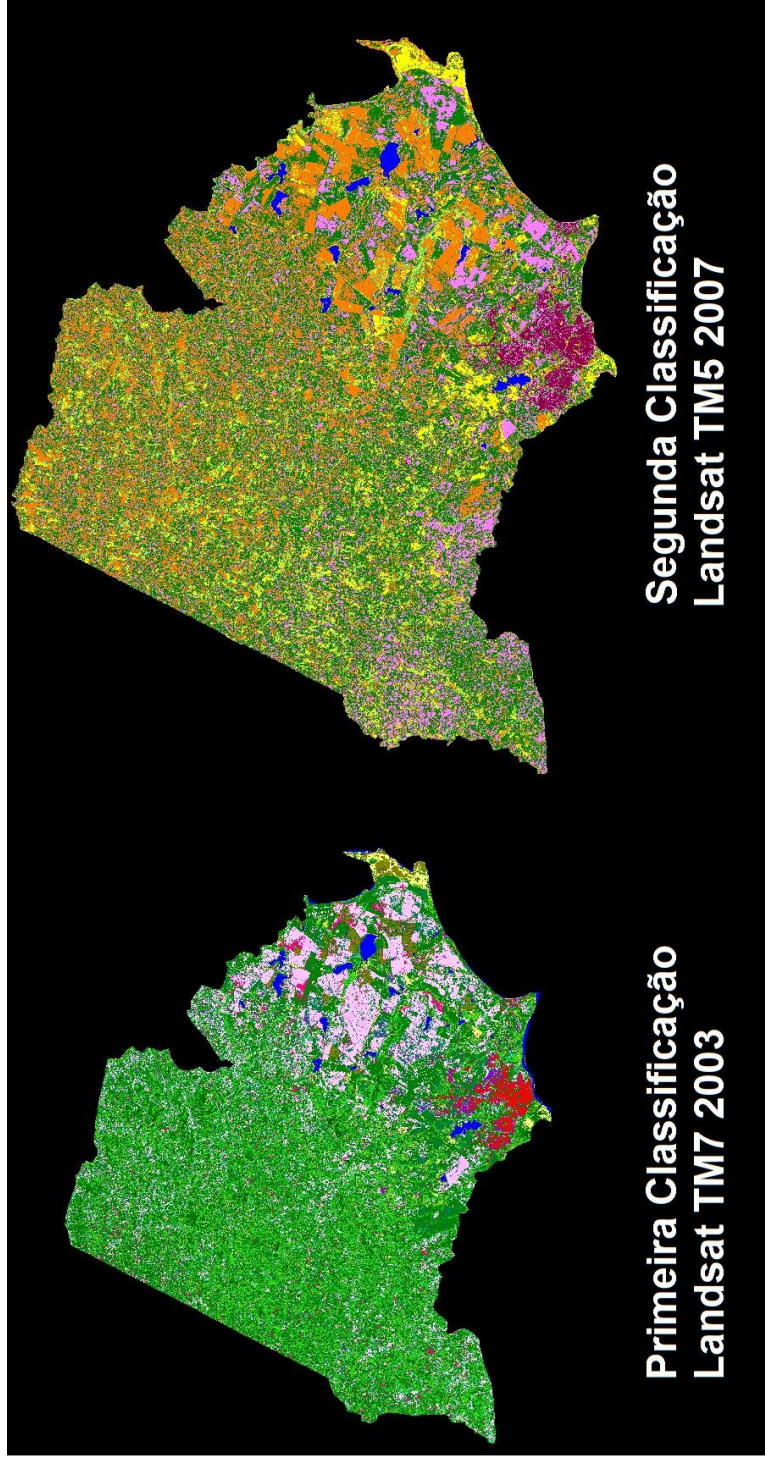 Primeira Classificação
Landsat TM7 2003
Segunda Classificação
Landsat TM5 2007